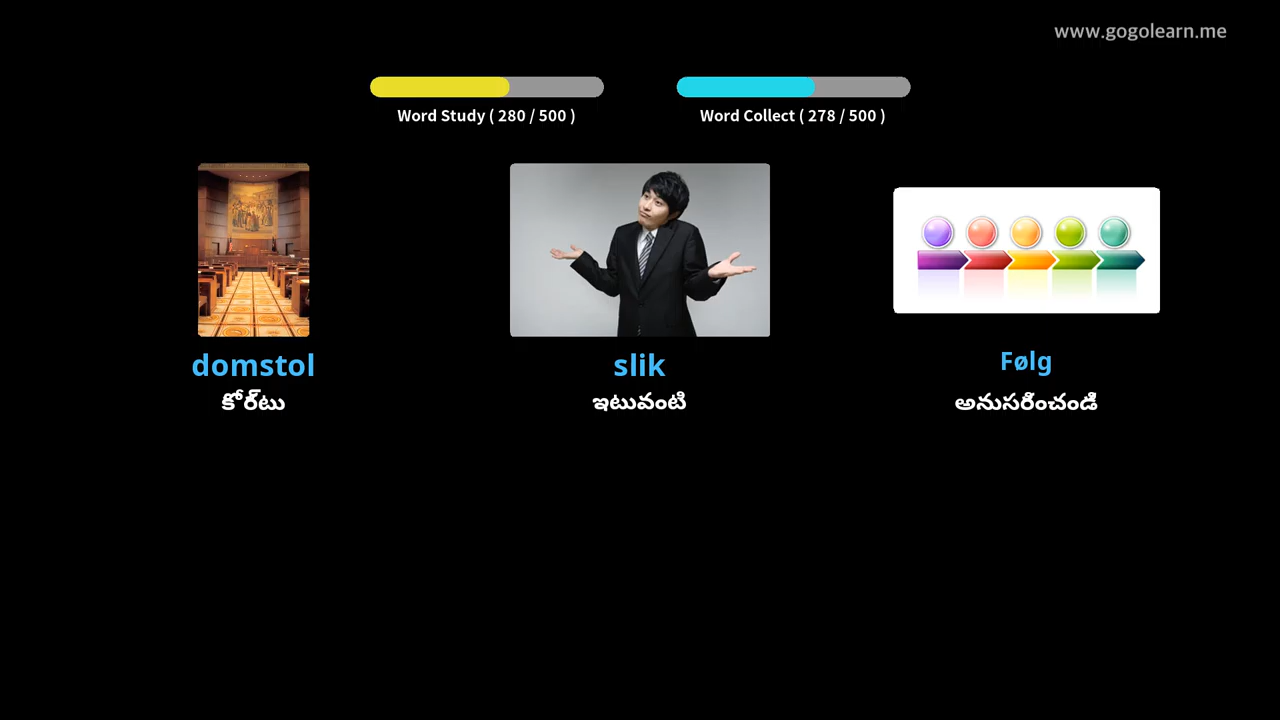 www.gogolearn.me
Word Study ( 280 / 500 )
Word Collect ( 278 / 500 )
domstol
కోర్టు
slik
ఇటువంటి
Følg
అనుసరించండి